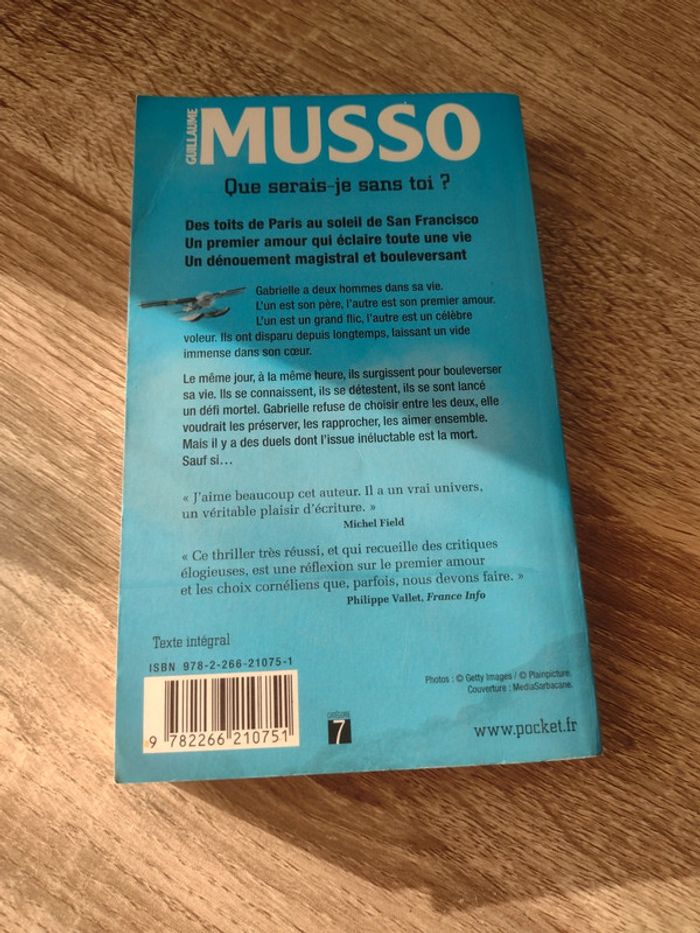 GUILLAUME
MUSSO
Que serais-je sans toi ?
Des toits de Paris au soleil de San Francisco
Un premier amour qui éclaire toute une vie
Un dénouement magistral et bouleversant
Gabrielle a deux hommes dans sa vie.
L'un est son père, l'autre est son premier amour.
L'un est un grand flic, l'autre est un célèbre
voleur. Ils ont disparu depuis longtemps, laissant un vide
immense dans son cœur.
Le même jour, à la même heure, ils surgissent pour bouleverser
sa vie. Ils se connaissent, ils se détestent, ils se sont lancé
un défi mortel. Gabrielle refuse de choisir entre les deux, elle
voudrait les préserver, les rapprocher, les aimer ensemble.
Mais il y a des duels dont l'issue inéluctable est la mort.
Sauf si…
« J'aime beaucoup cet auteur. Il a un vrai univers,
un véritable plaisir d'écriture. »
Michel Field
« Ce thriller très réussi, et qui recueille des critiques
élogieuses, est une réflexion sur le premier amour
et les choix cornéliens que, parfois, nous devons faire. »
Philippe Vallet, France Info
Texte intégral
ISBN 978-2-266-21075-1
Photos : © Getty Images / © Plainpicture.
Couverture : MediaSarbacane.
9 782266 210751
CATÉGORIE
7
www.pocket.fr